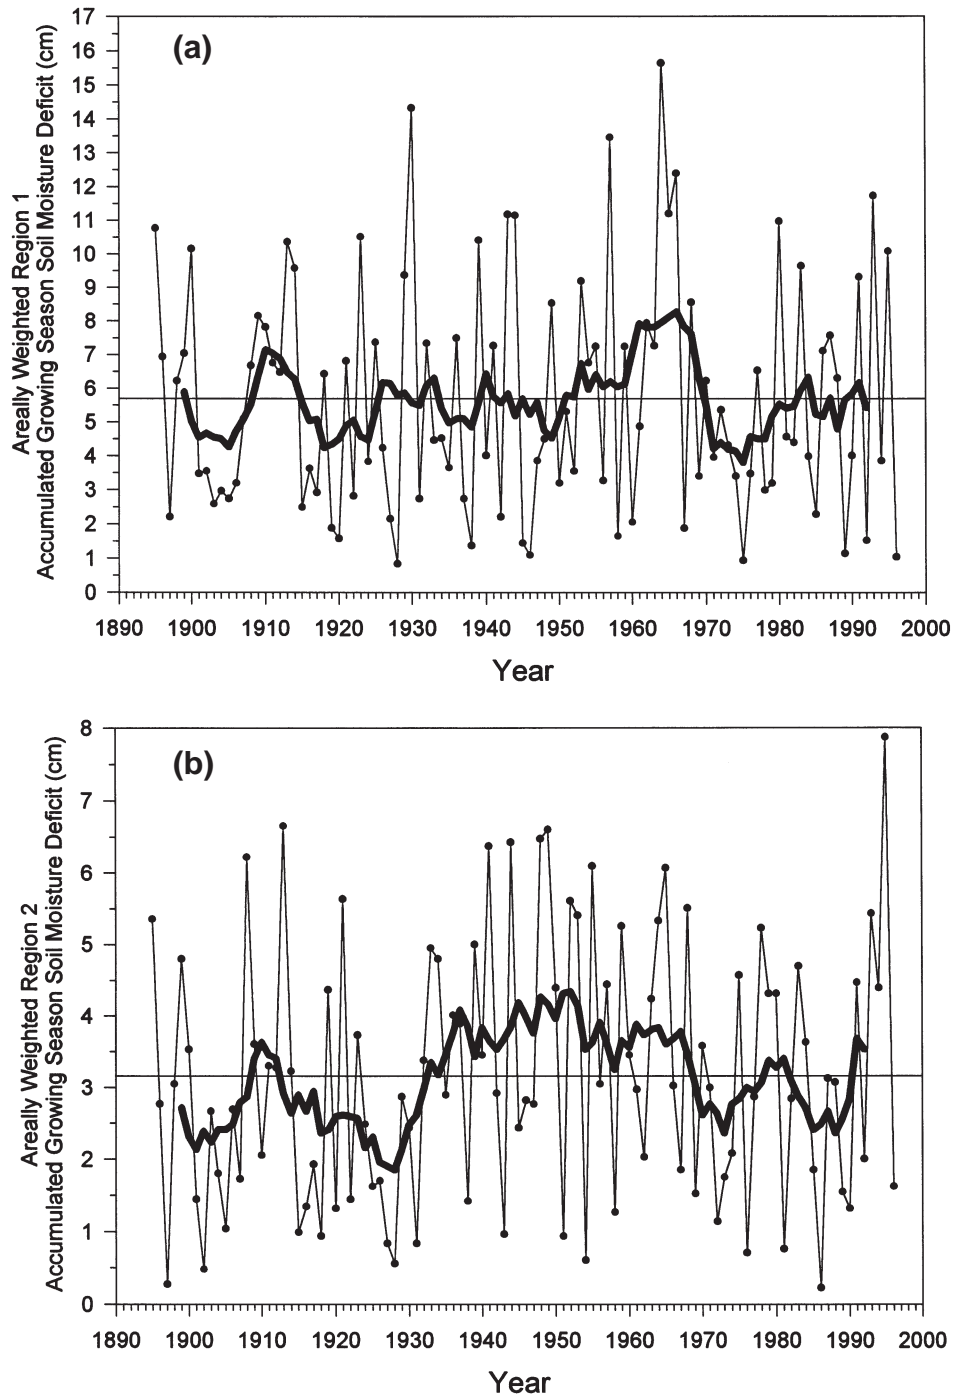 (a)
Areally Weighted Region 1
Accumulated Growing Season Soil Moisture Deficit (cm)
17
16
15
14
13
12
11
10
9
8
7
6
5
4
3
2
1
0
1890 1900 1910 1920 1930 1940 1950 1960 1970 1980 1990 2000
Year
(b)
Areally Weighted Region 2
Accumulated Growing Season Soil Moisture Deficit (cm)
8
7
6
5
4
3
2
1
0
1890 1900 1910 1920 1930 1940 1950 1960 1970 1980 1990 2000
Year